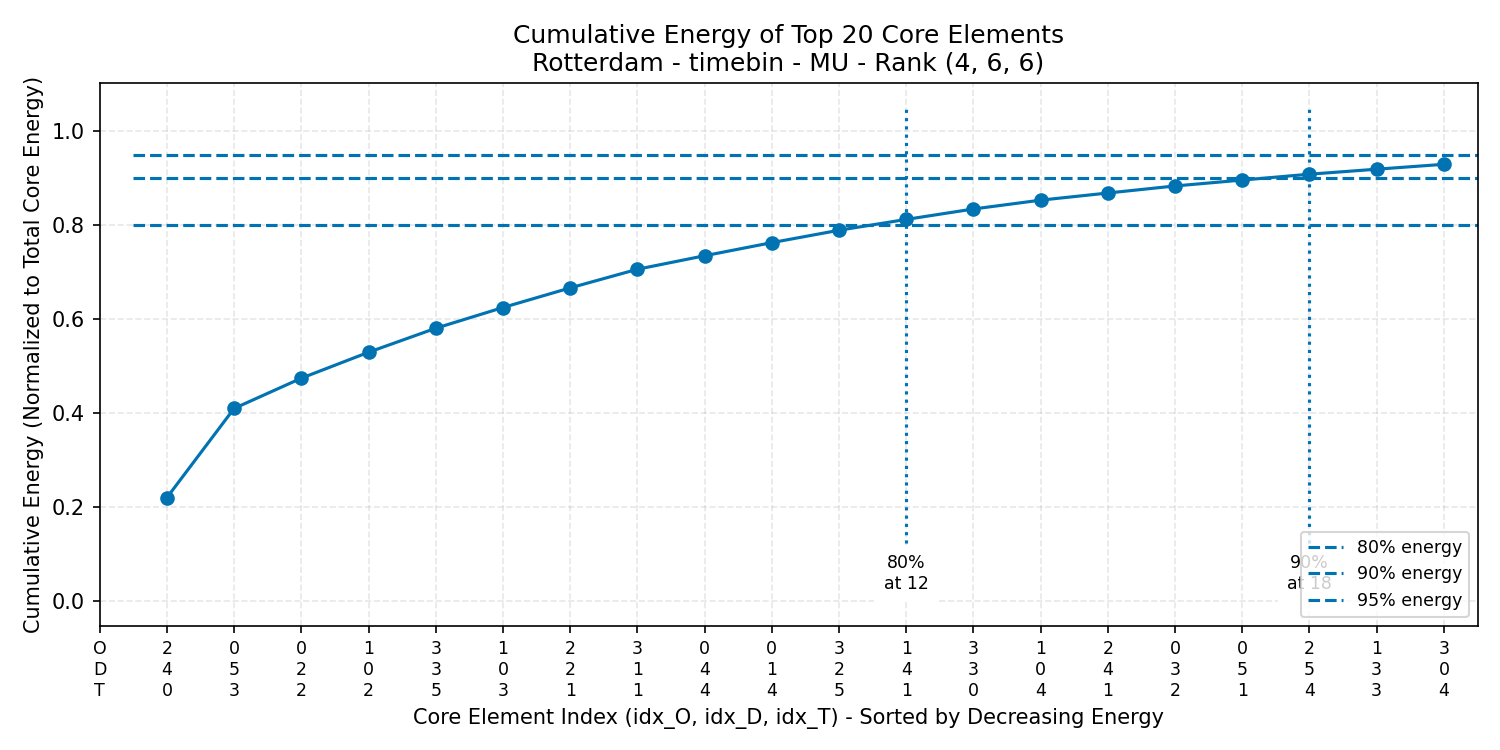 Cumulative Energy of Top 20 Core Elements
Rotterdam - timebin - MU - Rank (4, 6, 6)
Cumulative Energy (Normalized to Total Core Energy)
1.0
0.8
0.6
0.4
0.2
0.0
80%
at 12
90%
at 18
80% energy
90% energy
95% energy
O 2 0 0 1 3 1 2 3 0 0 3 1 3 1 2 0 0 2 1 3
D 4 5 2 0 3 0 2 1 4 1 2 4 3 0 4 3 5 5 3 0
T 0 3 2 2 5 3 1 1 4 4 5 1 0 4 1 2 1 4 3 4
Core Element Index (idx_O, idx_D, idx_T) - Sorted by Decreasing Energy